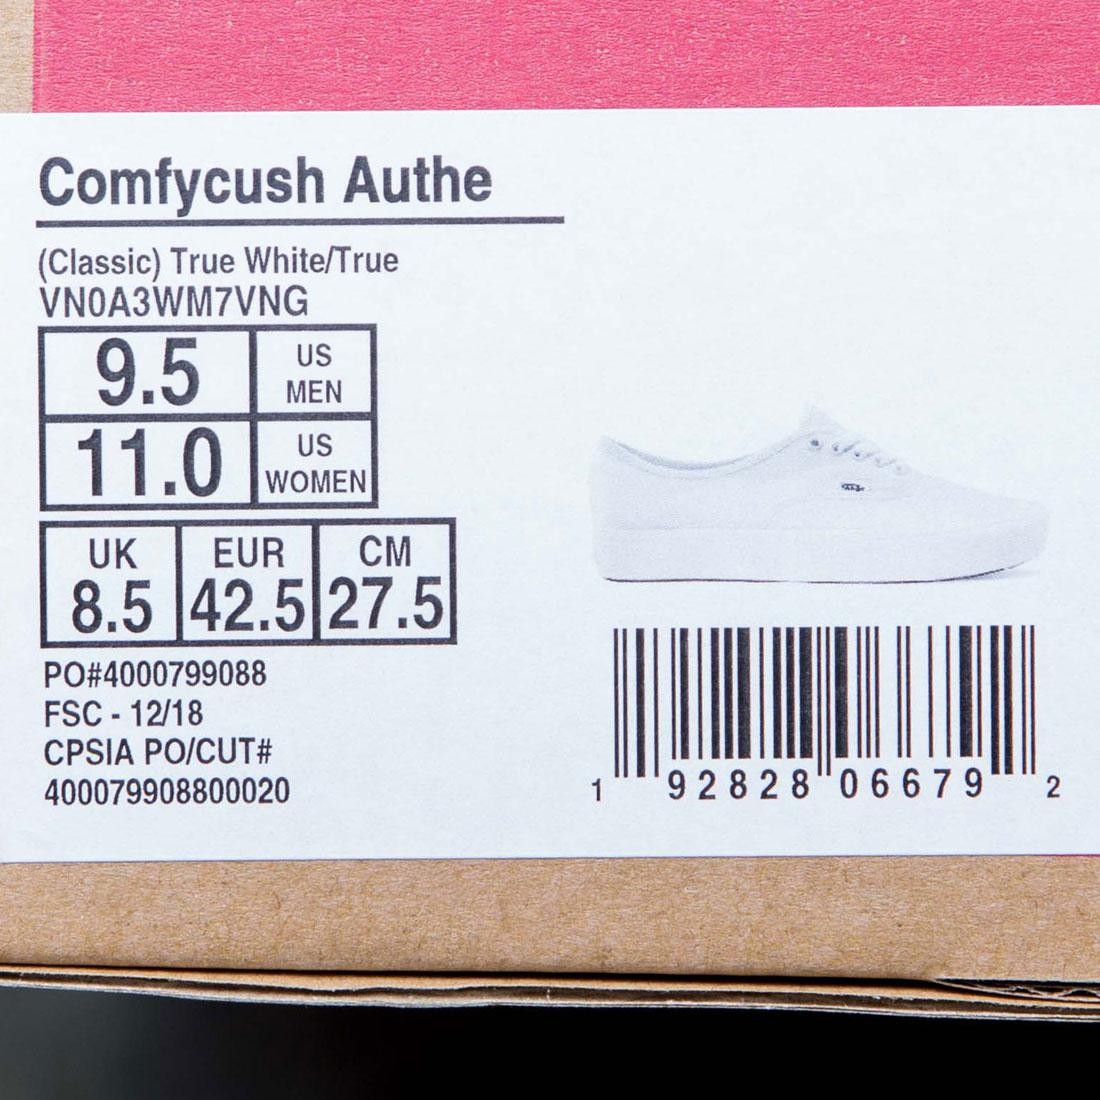 Comfycush Authe
(Classic) True White/True
VN0A3WM7VNG
9.5 US MEN
11.0 US WOMEN
UK EUR CM
8.5 42.5 27.5
PO#4000799088
FSC - 12/18
CPSIA PO/CUT#
400079908800020
1 92828 06679 2